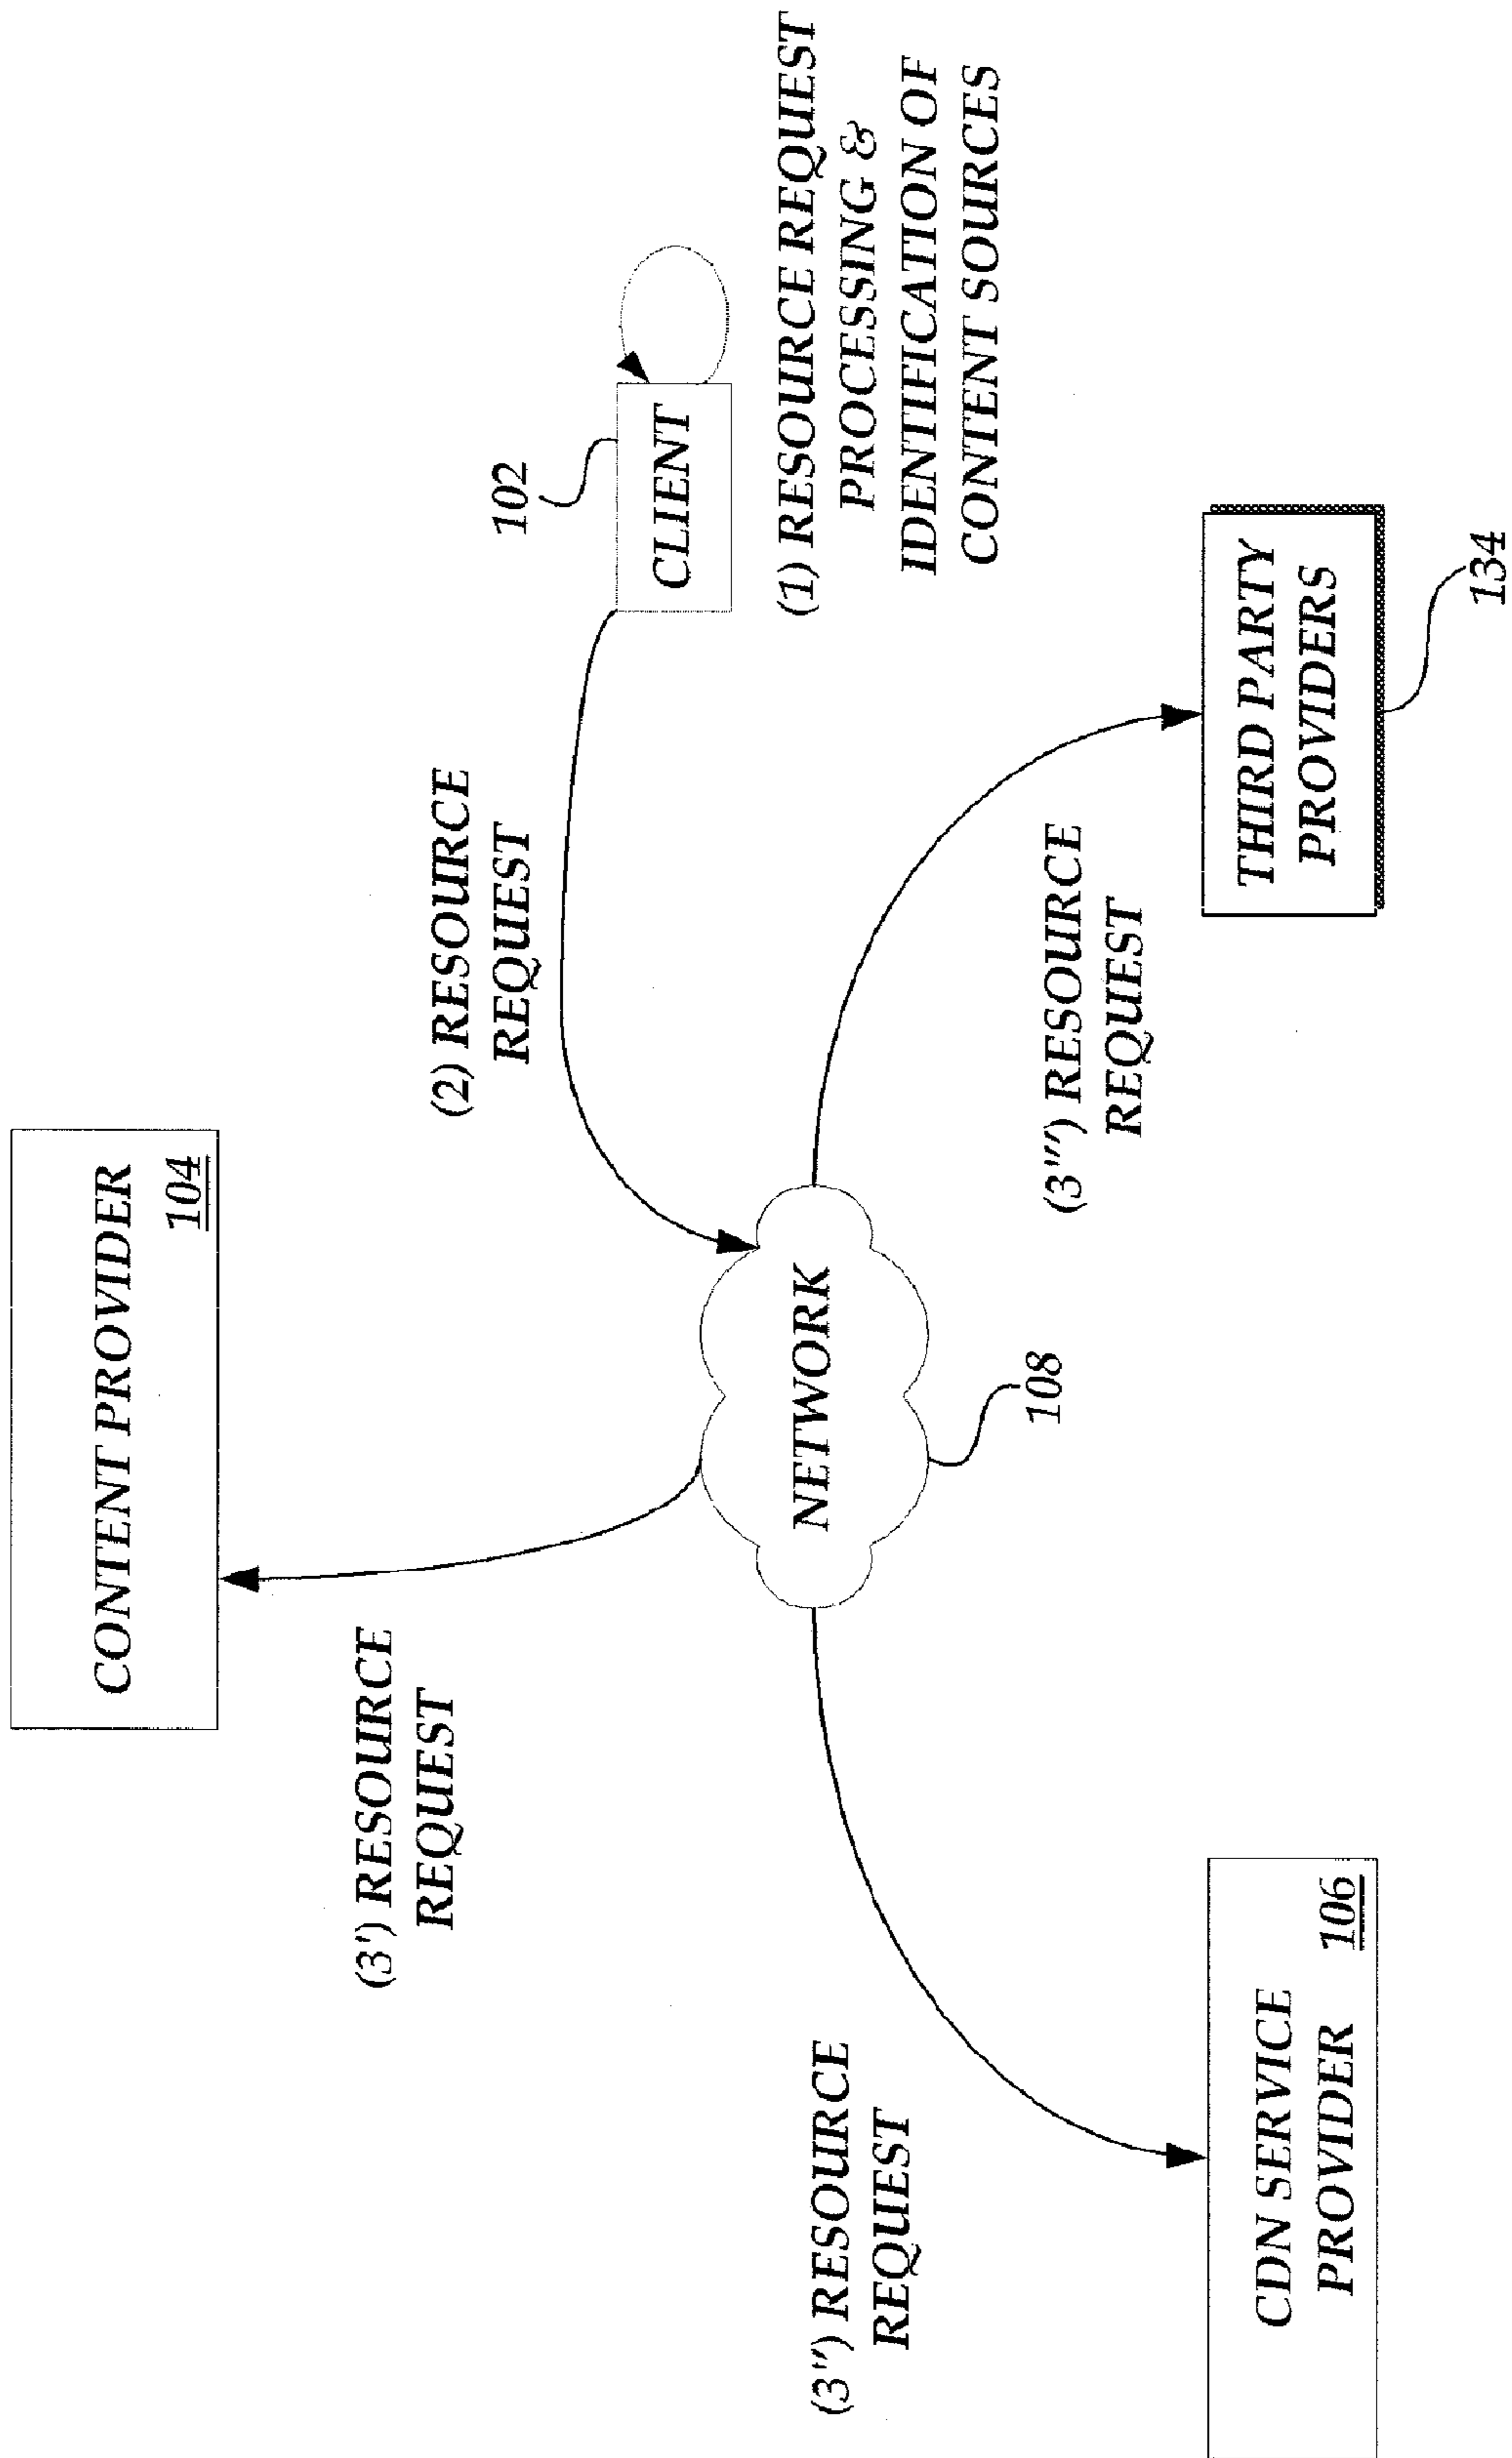 CONTENT PROVIDER
104
(3') RESOURCE
REQUEST
(2) RESOURCE
REQUEST
102
CLIENT
(1) RESOURCE REQUEST
PROCESSING &
IDENTIFICATION OF
CONTENT SOURCES
NETWORK
108
(3'') RESOURCE
REQUEST
(3''') RESOURCE
REQUEST
CDN SERVICE
PROVIDER
106
THIRD PARTY
PROVIDERS
134